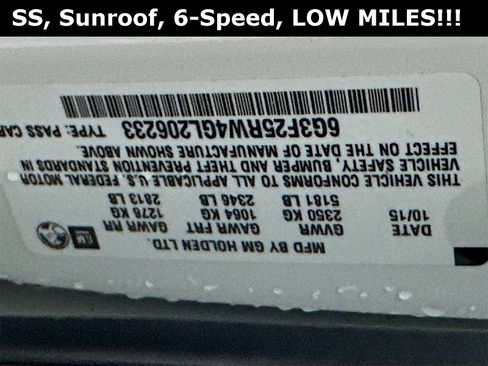 SS, Sunroof, 6-Speed, LOW MILES!!!
MFD BY GM HOLDEN LTD.
DATE GVWR GAWR FRT GAWR RR
10/15 2350 KG 1064 KG 1276 KG
5181 LB 2346 LB 2813 LB
THIS VEHICLE CONFORMS TO ALL APPLICABLE U.S. FEDERAL MOTOR
VEHICLE SAFETY, BUMPER AND THEFT PREVENTION STANDARDS IN
EFFECT ON THE DATE OF MANUFACTURE SHOWN ABOVE.
6G3F25RW4GL206233 TYPE: PASS CAR
GM